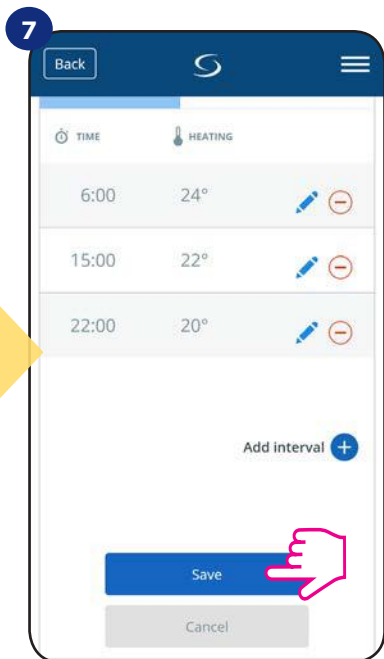 7
Back
TIME HEATING
6:00 24°
15:00 22°
22:00 20°
Add interval
Save
Cancel